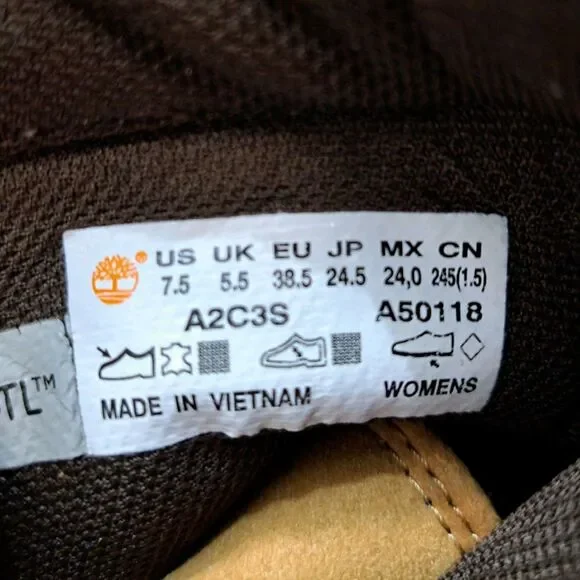 US UK EU JP MX CN
7.5 5.5 38.5 24.5 24,0 245(1.5)
A2C3S A50118
MADE IN VIETNAM WOMENS
TL™